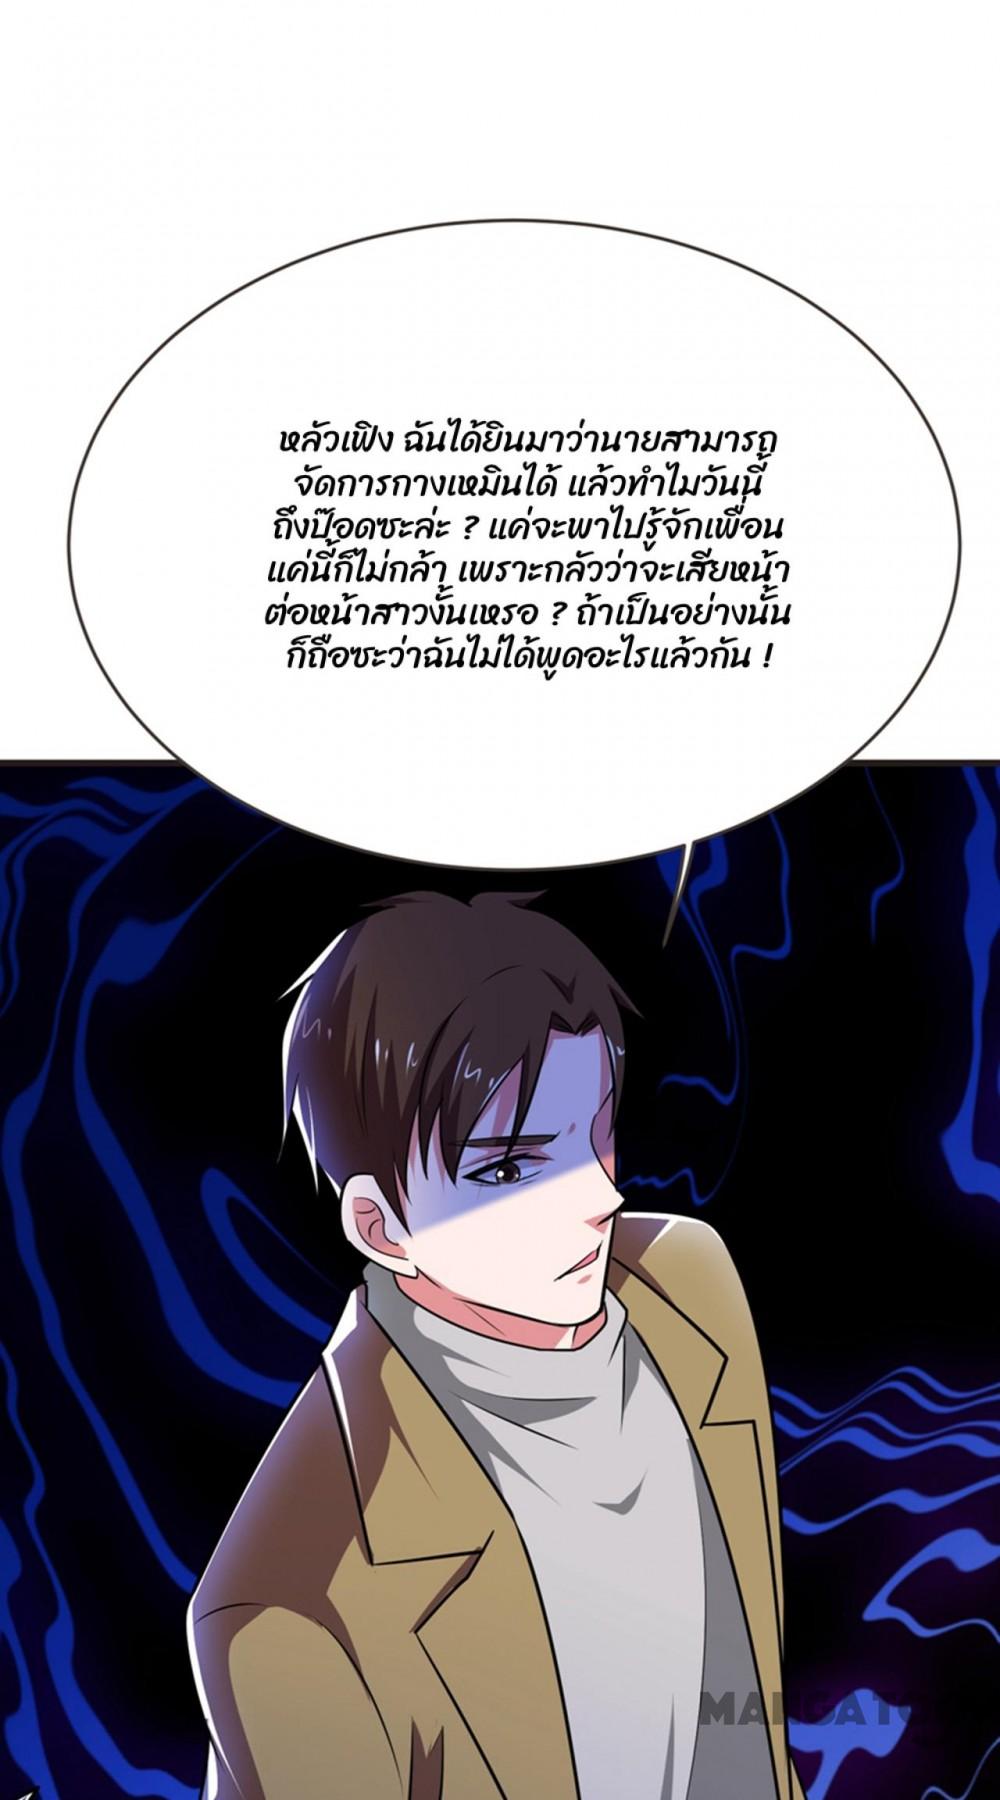 หลัวเฟิง ฉันได้ยินมาว่านายสามารถ
จัดการกางเหมินได้ แล้วทำไมวันนี้
ถึงป๊อดซะล่ะ ? แค่จะพาไปรู้จักเพื่อน
แค่นี้ก็ไม่กล้า เพราะกลัวว่าจะเสียหน้า
ต่อหน้าสาวงั้นเหรอ ? ถ้าเป็นอย่างนั้น
ก็ถือซะว่าฉันไม่ได้พูดอะไรแล้วกัน !